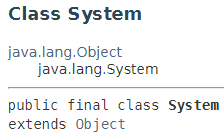 Class System
java.lang.Object
java.lang.System
public final class System
extends Object